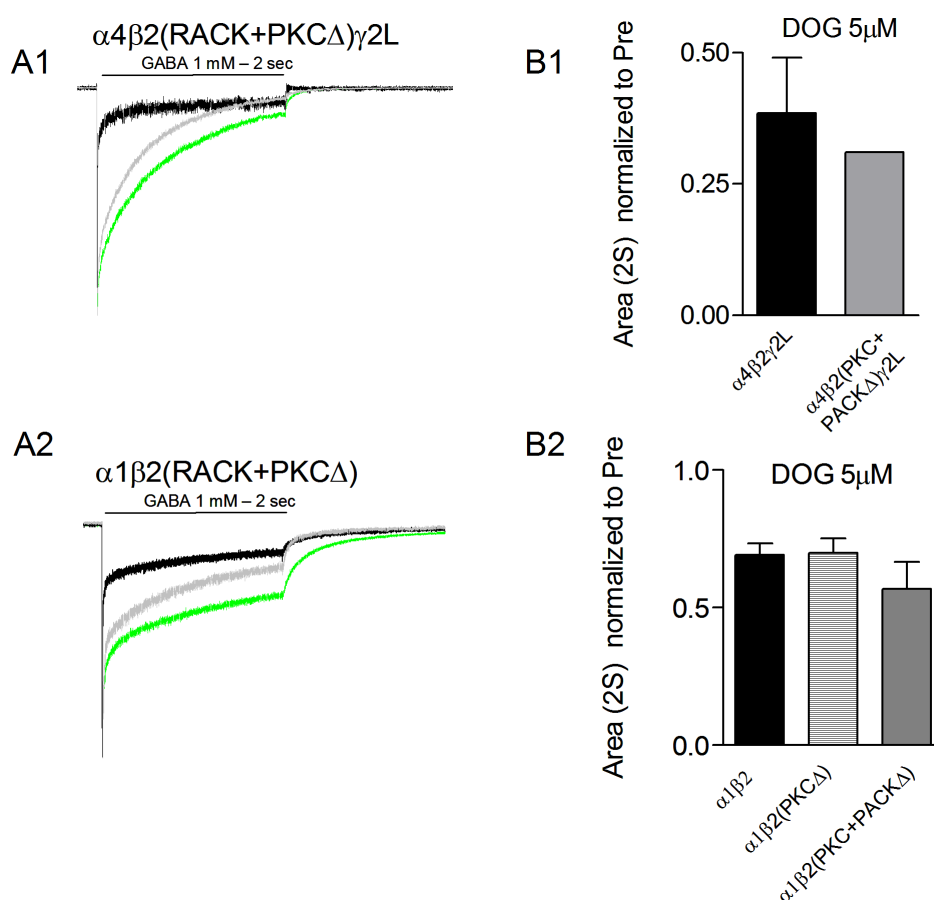 A1
α4β2(RACK+PKCΔ)γ2L
GABA 1 mM – 2 sec
B1
DOG 5μM
Area (2S) normalized to Pre
0.50
0.25
0.00
α4β2γ2L
α4β2(PKC+
PACKΔ)γ2L
A2
α1β2(RACK+PKCΔ)
GABA 1 mM – 2 sec
B2
DOG 5μM
Area (2S) normalized to Pre
1.0
0.5
0.0
α1β2
α1β2(PKCΔ)
α1β2(PKC+PACKΔ)